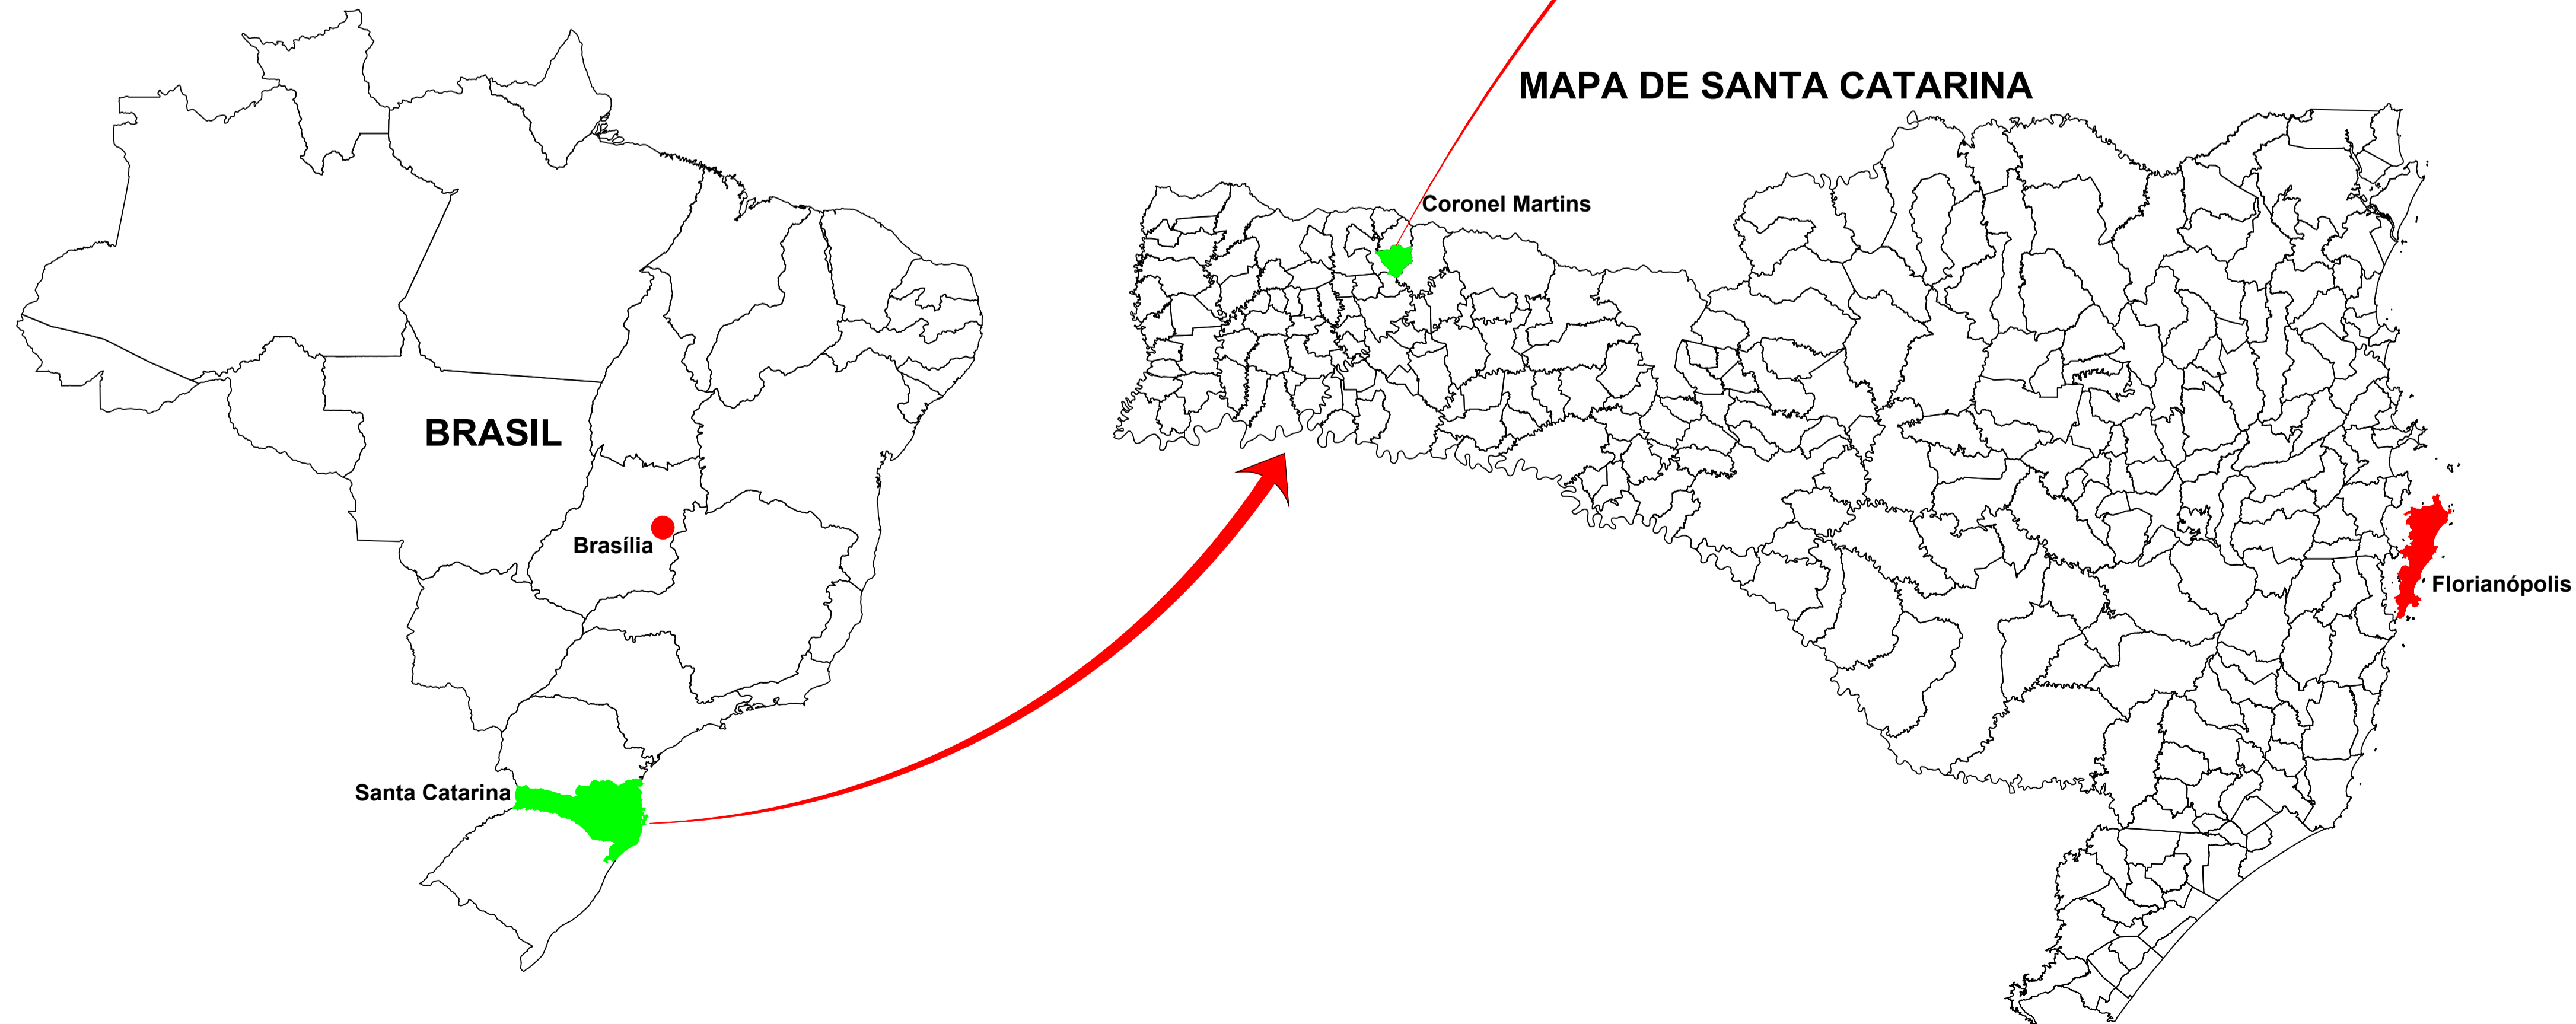 MAPA DE SANTA CATARINA
Coronel Martins
BRASIL
Brasília
Florianópolis
Santa Catarina